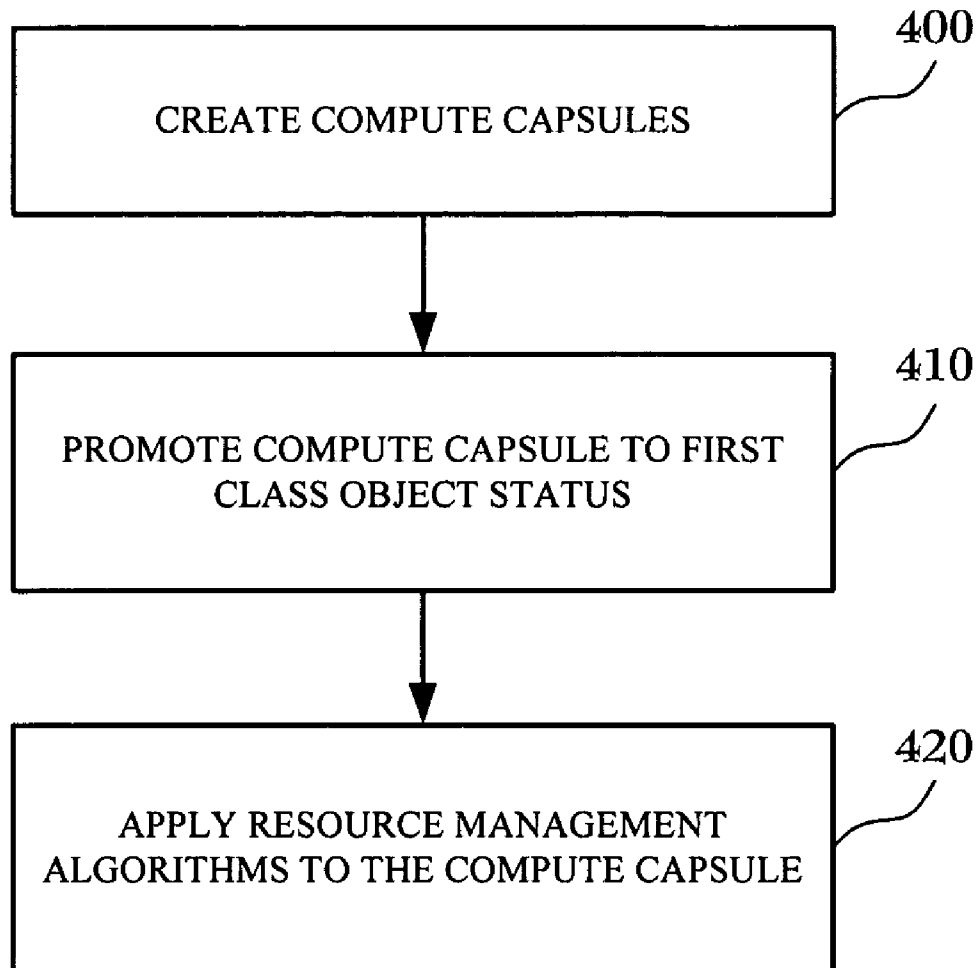 400
CREATE COMPUTE CAPSULES
410
PROMOTE COMPUTE CAPSULE TO FIRST
CLASS OBJECT STATUS
420
APPLY RESOURCE MANAGEMENT
ALGORITHMS TO THE COMPUTE CAPSULE